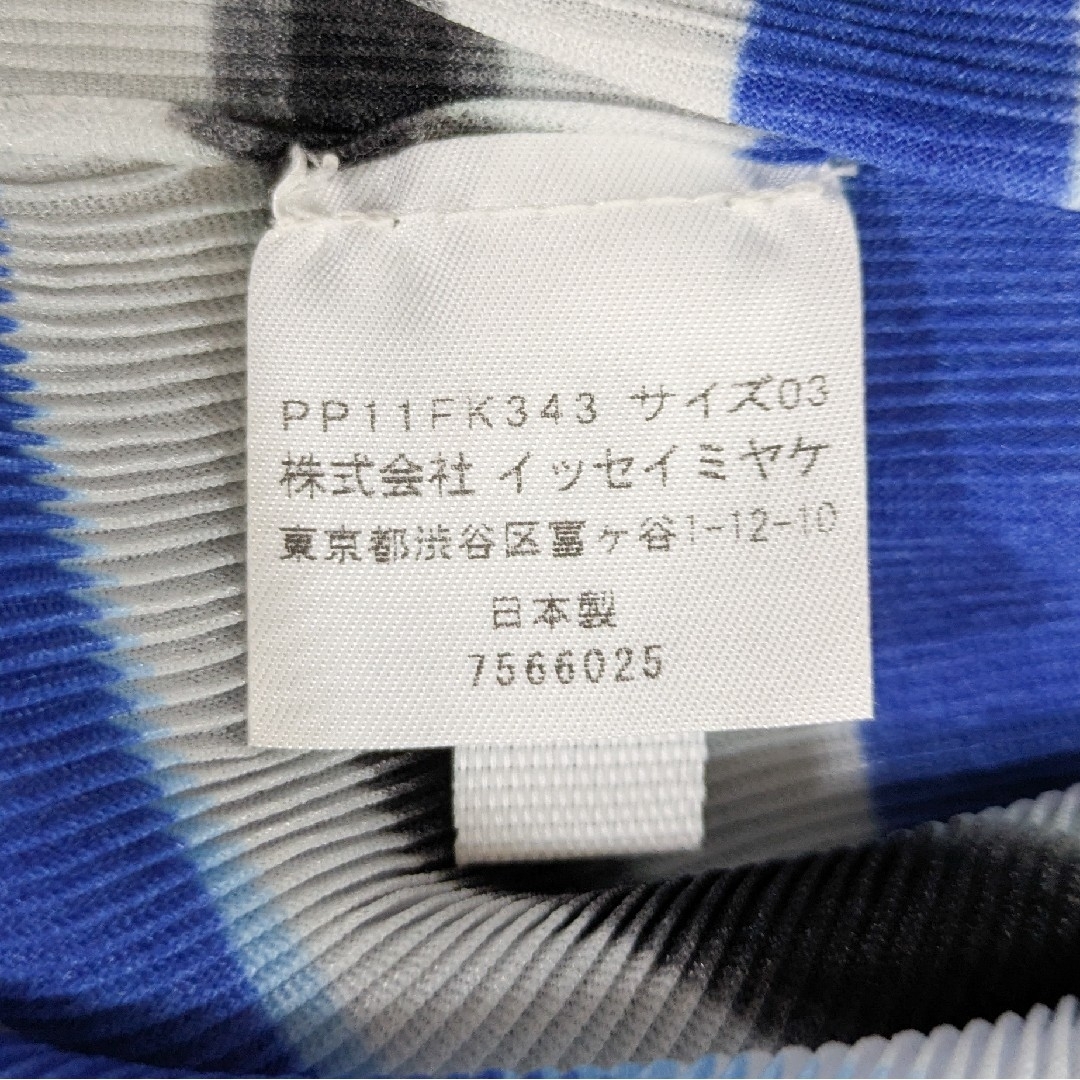 PP11FK343 サイズ03
株式会社 イッセイミヤケ
東京都渋谷区富ヶ谷1-12-10
日本製
7566025